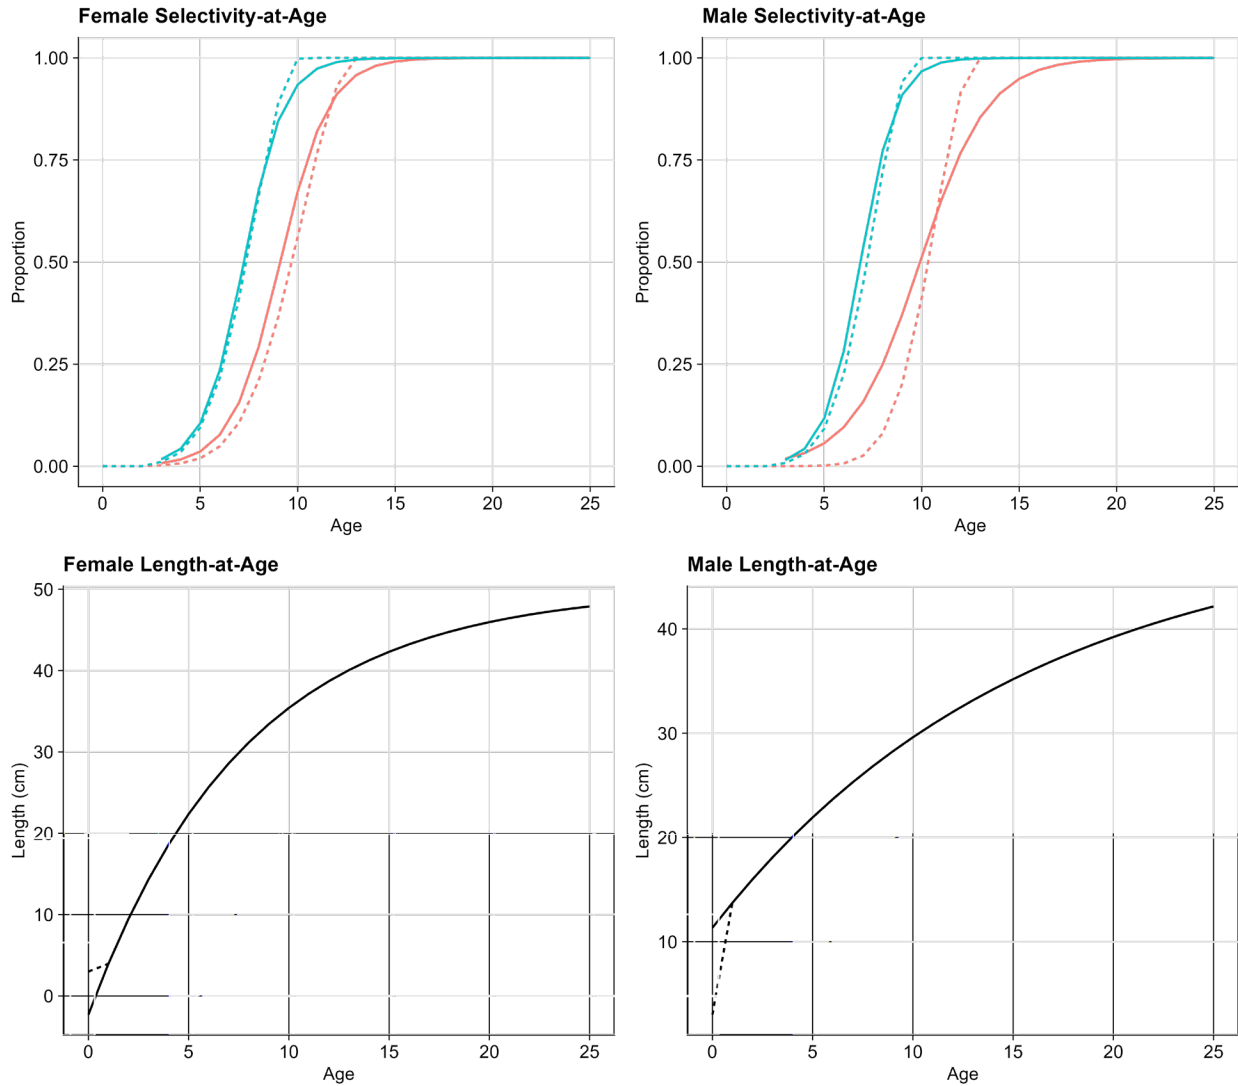 Female Selectivity-at-Age
Proportion
1.00
0.75
0.50
0.25
0.00
0 5 10 15 20 25
Age
Male Selectivity-at-Age
Proportion
1.00
0.75
0.50
0.25
0.00
0 5 10 15 20 25
Age
Female Length-at-Age
Length (cm)
50
40
30
20
10
0
0 5 10 15 20 25
Age
Male Length-at-Age
Length (cm)
40
30
20
10
0 5 10 15 20 25
Age